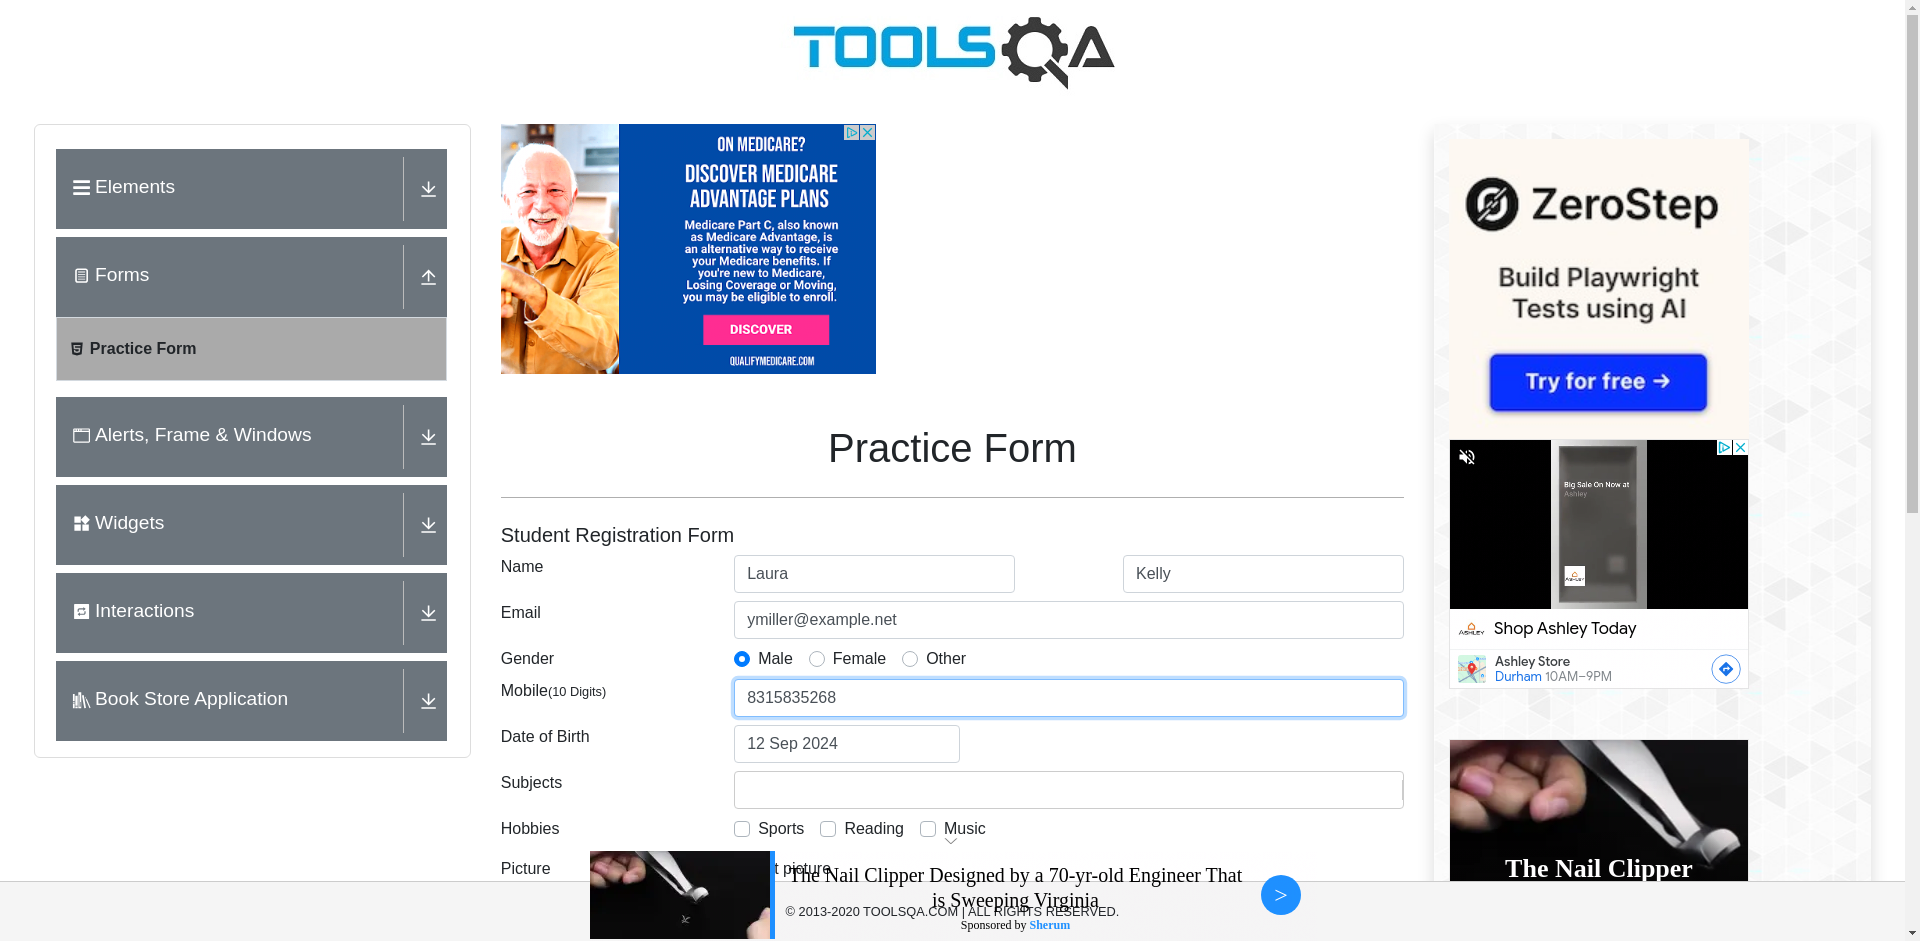 TOOLSQA
Elements
Forms
Practice Form
Alerts, Frame & Windows
Widgets
Interactions
Book Store Application
ON MEDICARE?
DISCOVER MEDICARE
ADVANTAGE PLANS
Medicare Part C, also known
as Medicare Advantage, is
an alternative way to receive
your Medicare benefits. If
you're new to Medicare,
Losing Coverage or Moving,
you may be eligible to enroll.
DISCOVER
QUALIFYMEDICARE.COM
Practice Form
Student Registration Form
Name
Laura
Kelly
Email
ymiller@example.net
Gender
Male
Female
Other
Mobile(10 Digits)
8315835268
Date of Birth
12 Sep 2024
Subjects
Hobbies
Sports
Reading
Music
Picture
picture
The Nail Clipper Designed by a 70-yr-old Engineer That
is Sweeping Virginia
>
© 2013-2020 TOOLSQA.COM | ALL RIGHTS RESERVED.
Sponsored by Sherum
ZeroStep
Build Playwright
Tests using AI
Try for free →
Big Sale On Now at
Ashley
ASHLEY
ASHLEY
Shop Ashley Today
Ashley Store
Durham 10AM–9PM
The Nail Clipper